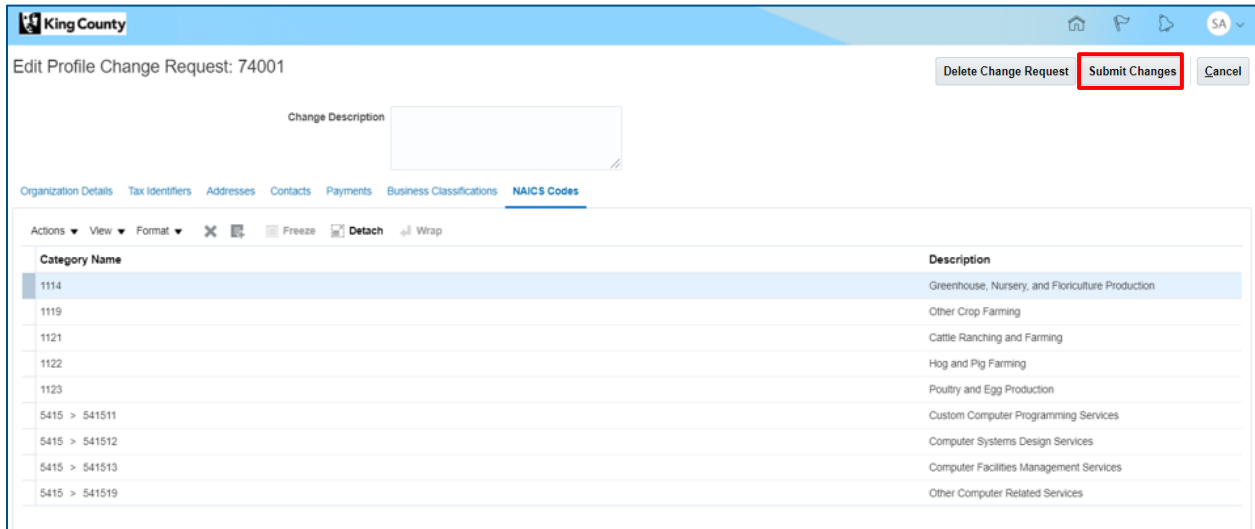 King County
SA
Edit Profile Change Request: 74001
Delete Change Request Submit Changes Cancel
Change Description
Organization Details Tax Identifiers Addresses Contacts Payments Business Classifications NAICS Codes
Actions View Format Freeze Detach Wrap
Category Name Description
1114 Greenhouse, Nursery, and Floriculture Production
1119 Other Crop Farming
1121 Cattle Ranching and Farming
1122 Hog and Pig Farming
1123 Poultry and Egg Production
5415 > 541511 Custom Computer Programming Services
5415 > 541512 Computer Systems Design Services
5415 > 541513 Computer Facilities Management Services
5415 > 541519 Other Computer Related Services